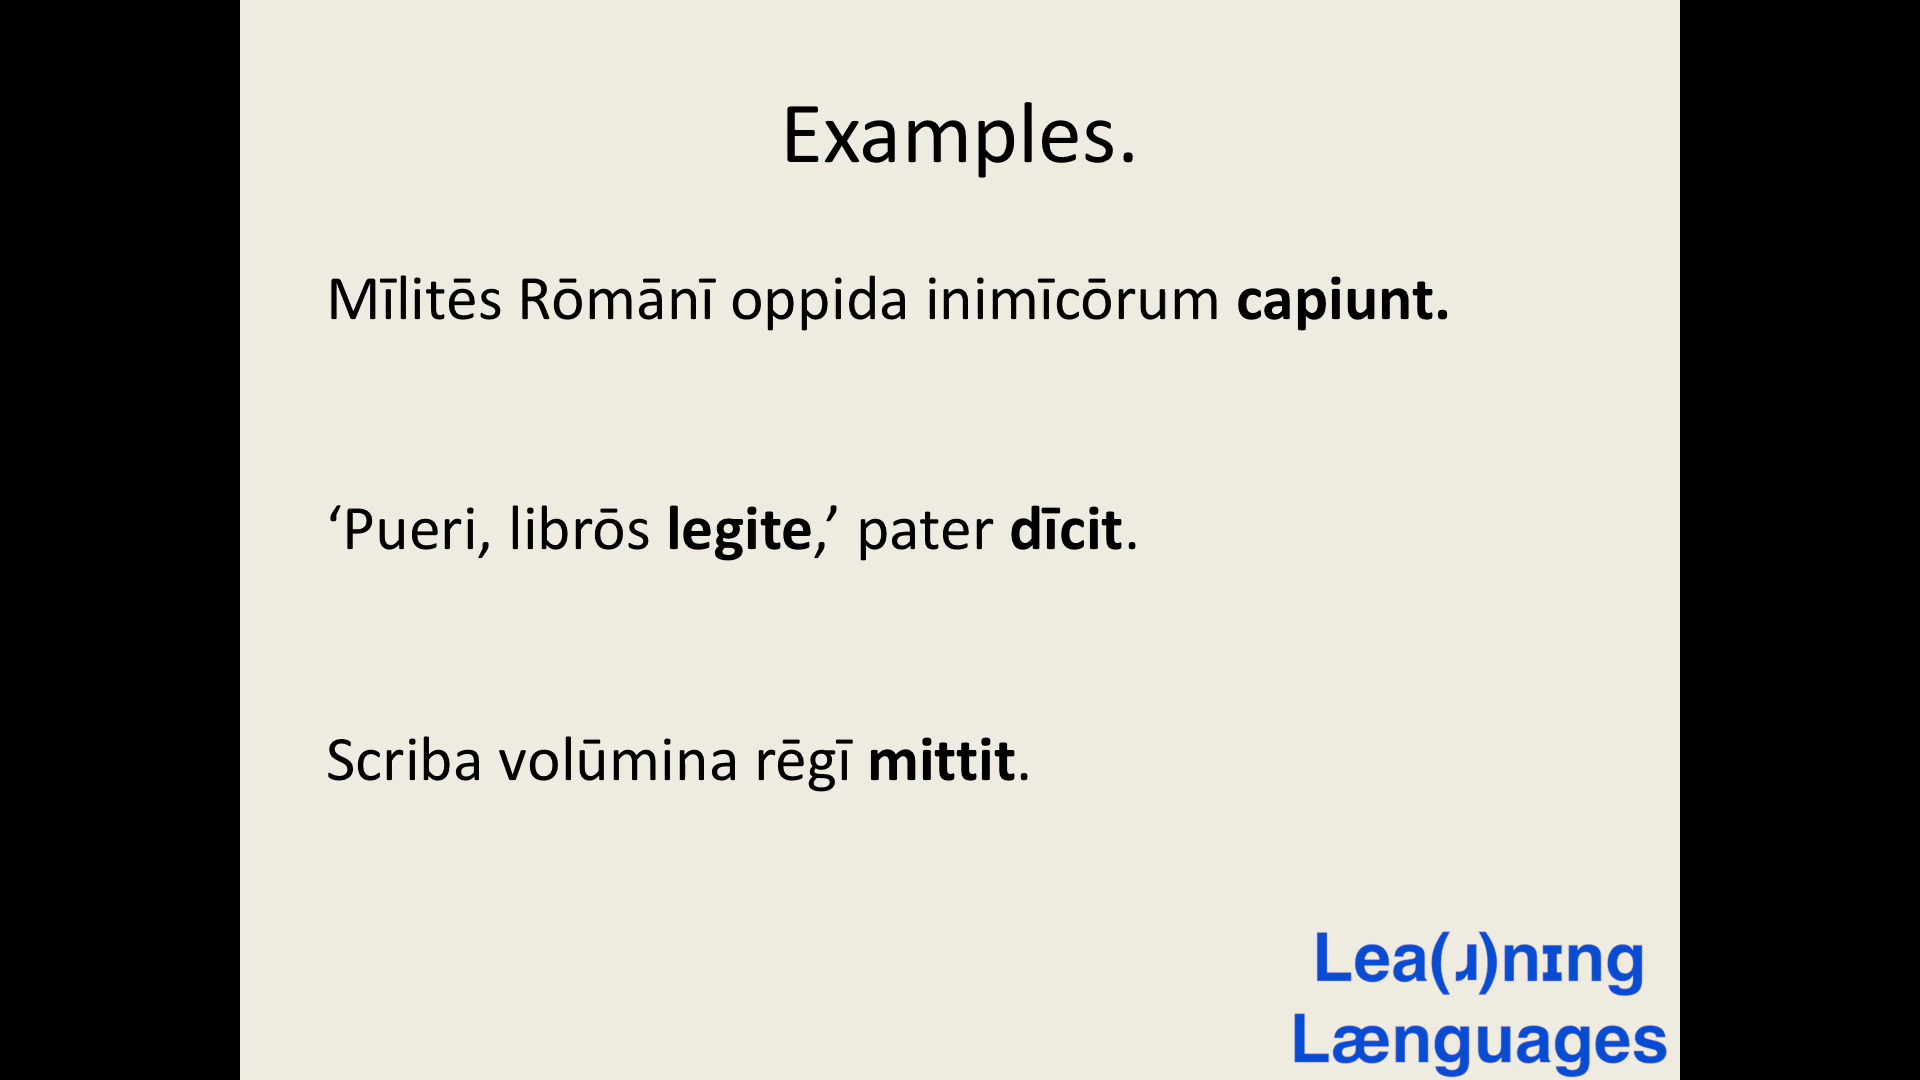 Examples.
Mīlitēs Rōmānī oppida inimīcōrum capiunt.
‘Pueri, librōs legite,’ pater dīcit.
Scriba volūmina rēgī mittit.
Lea(ɹ)nɪng
Længuages